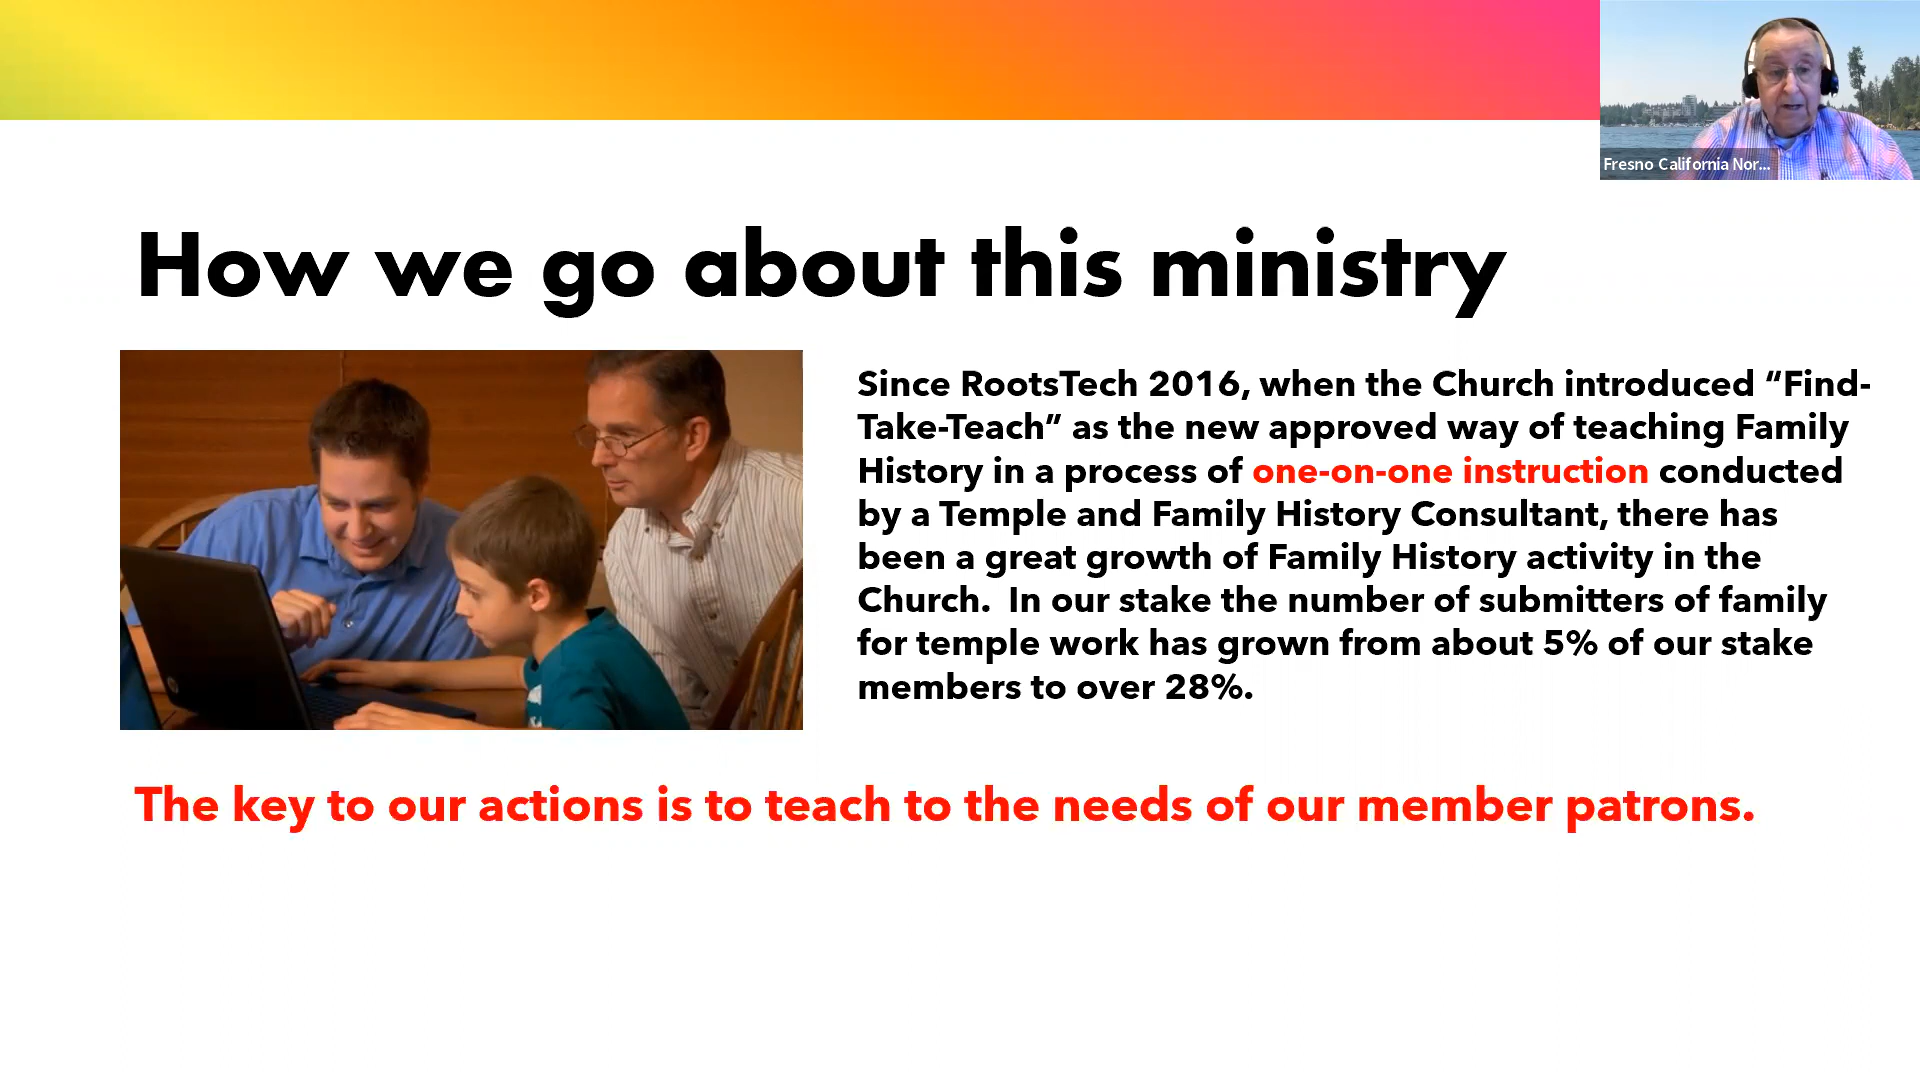 Fresno California Nor...
How we go about this ministry
Since RootsTech 2016, when the Church introduced “Find-
Take-Teach” as the new approved way of teaching Family
History in a process of one-on-one instruction conducted
by a Temple and Family History Consultant, there has
been a great growth of Family History activity in the
Church.  In our stake the number of submitters of family
for temple work has grown from about 5% of our stake
members to over 28%.
The key to our actions is to teach to the needs of our member patrons.